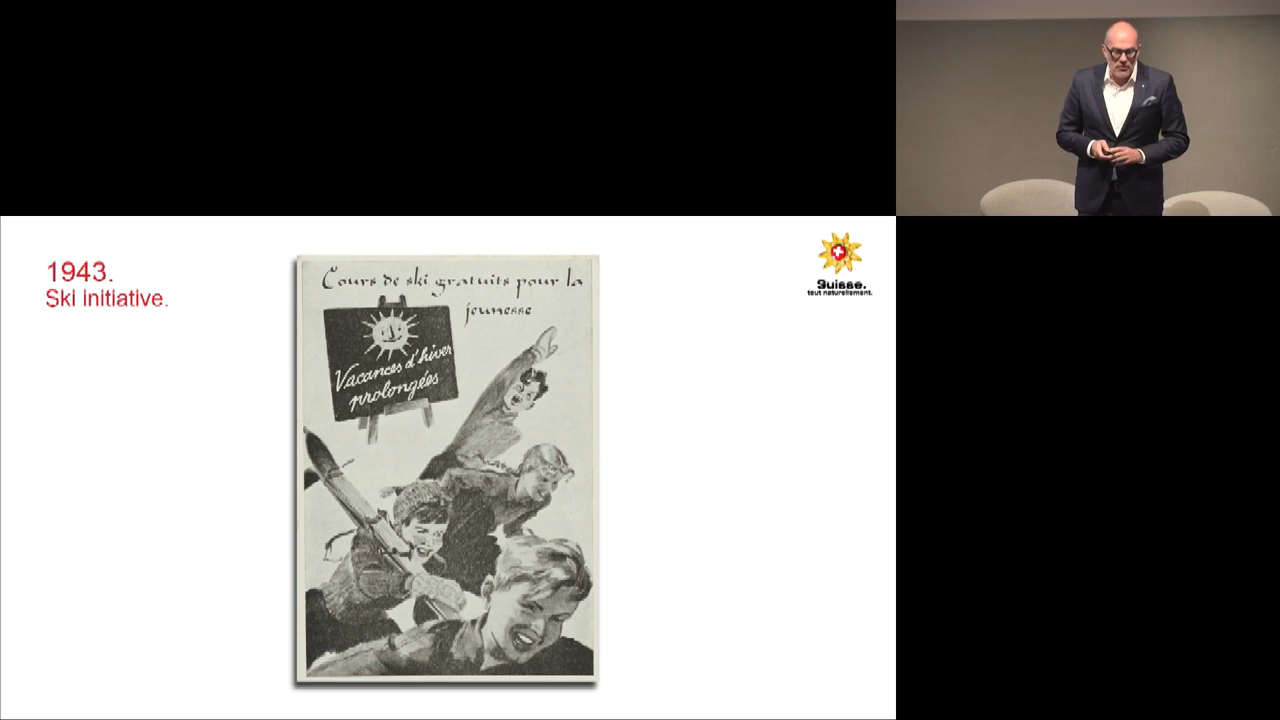 1943.
Ski initiative.
Cours de ski gratuits pour la
jeunesse
Vacances d'hiver
prolongées
Suisse.
tout naturellement.